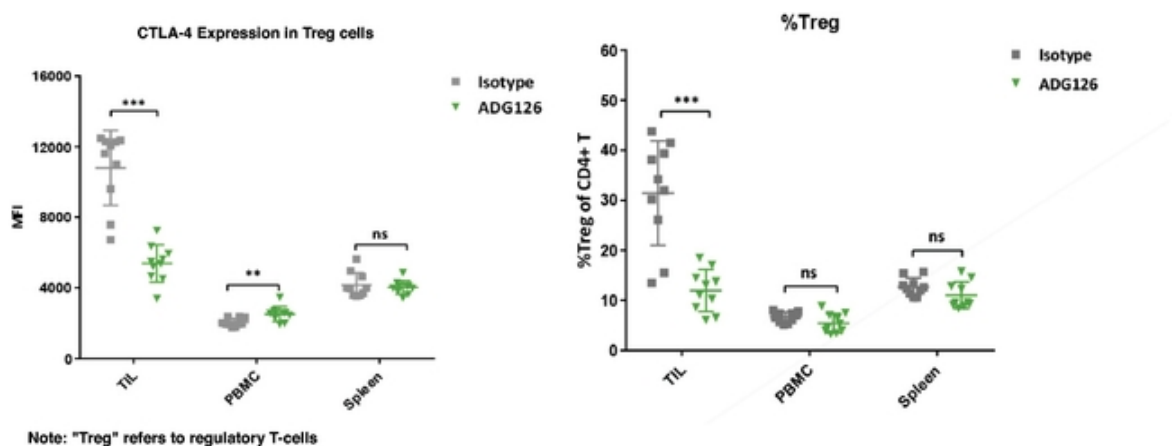 CTLA-4 Expression in Treg cells
16000
12000
8000
4000
0
MFI
***
**
ns
TIL
PBMC
Spleen
Isotype
ADG126
%Treg
60
50
40
30
20
10
0
%Treg of CD4+ T
***
ns
ns
TIL
PBMC
Spleen
Isotype
ADG126
Note: "Treg" refers to regulatory T-cells